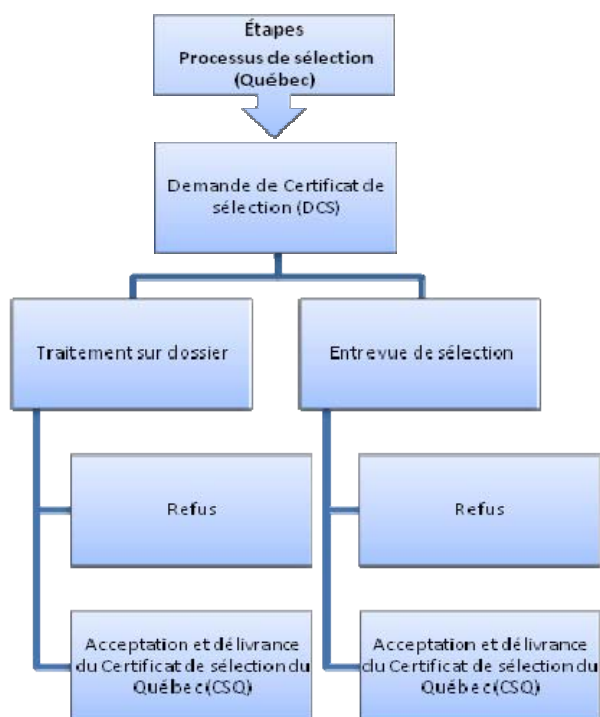 Étapes
Processus de sélection
(Québec)
Demande de Certificat de
sélection (DCS)
Traitement sur dossier
Entrevue de sélection
Refus
Refus
Acceptation et délivrance
du Certificat de sélection du
Québec (CSQ)
Acceptation et délivrance
du Certificat de sélection du
Québec (CSQ)